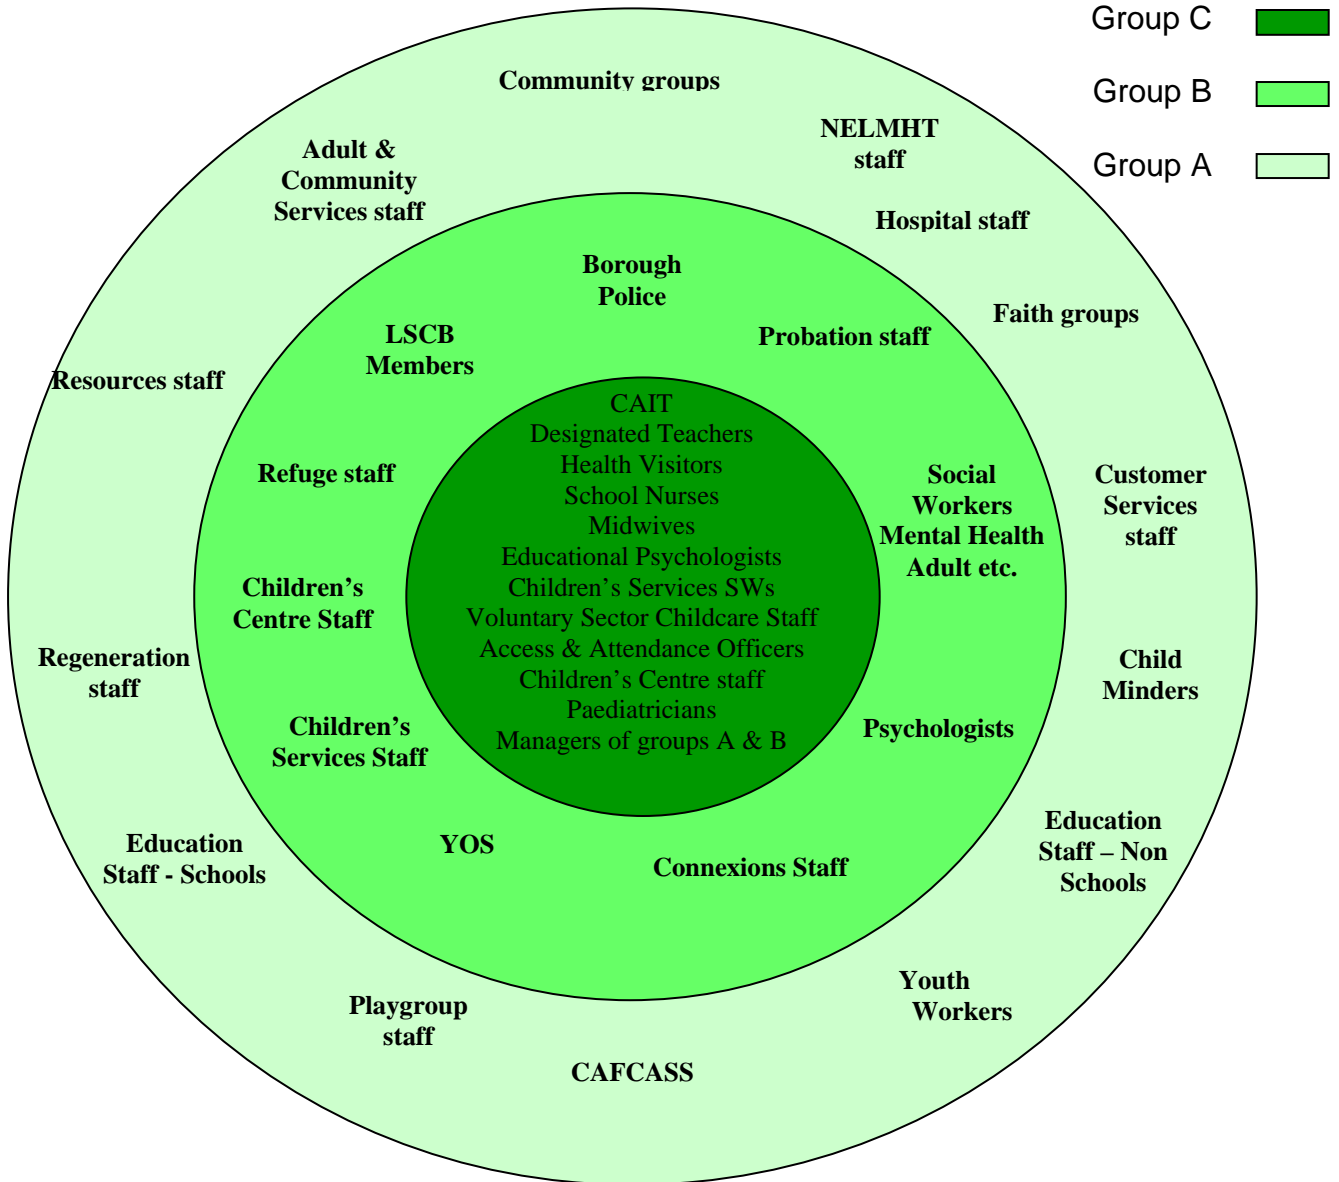 Group C
Group B
Group A
Community groups
NELMHT
staff
Adult &
Community
Services staff
Hospital staff
Faith groups
Resources staff
Customer
Services
staff
Regeneration
staff
Child
Minders
Education
Staff - Schools
Education
Staff – Non
Schools
Playgroup
staff
Youth
Workers
CAFCASS
Borough
Police
LSCB
Members
Probation staff
Refuge staff
Social
Workers
Mental Health
Adult etc.
Children’s
Centre Staff
Children’s
Services Staff
Psychologists
YOS
Connexions Staff
CAIT
Designated Teachers
Health Visitors
School Nurses
Midwives
Educational Psychologists
Children’s Services SWs
Voluntary Sector Childcare Staff
Access & Attendance Officers
Children’s Centre staff
Paediatricians
Managers of groups A & B